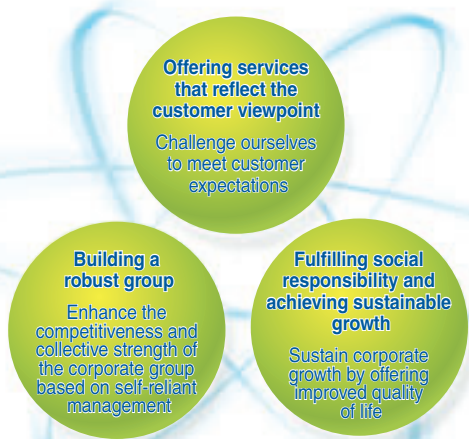 Offering services
that reflect the
customer viewpoint
Challenge ourselves
to meet customer
expectations
Building a
robust group
Enhance the
competitiveness and
collective strength of
the corporate group
based on self-reliant
management
Fulfilling social
responsibility and
achieving sustainable
growth
Sustain corporate
growth by offering
improved quality
of life